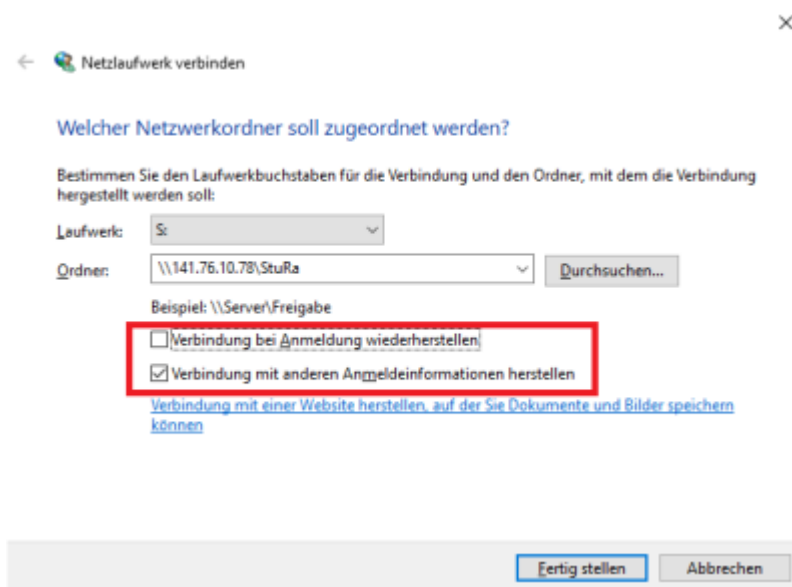 Netzlaufwerk verbinden
Welcher Netzwerkordner soll zugeordnet werden?
Bestimmen Sie den Laufwerkbuchstaben für die Verbindung und den Ordner, mit dem die Verbindung
hergestellt werden soll:
Laufwerk: S:
Ordner: \\141.76.10.78\StuRa Durchsuchen...
Beispiel: \\Server\Freigabe
Verbindung bei Anmeldung wiederherstellen
Verbindung mit anderen Anmeldeinformationen herstellen
Verbindung mit einer Website herstellen, auf der Sie Dokumente und Bilder speichern
können
Fertig stellen Abbrechen